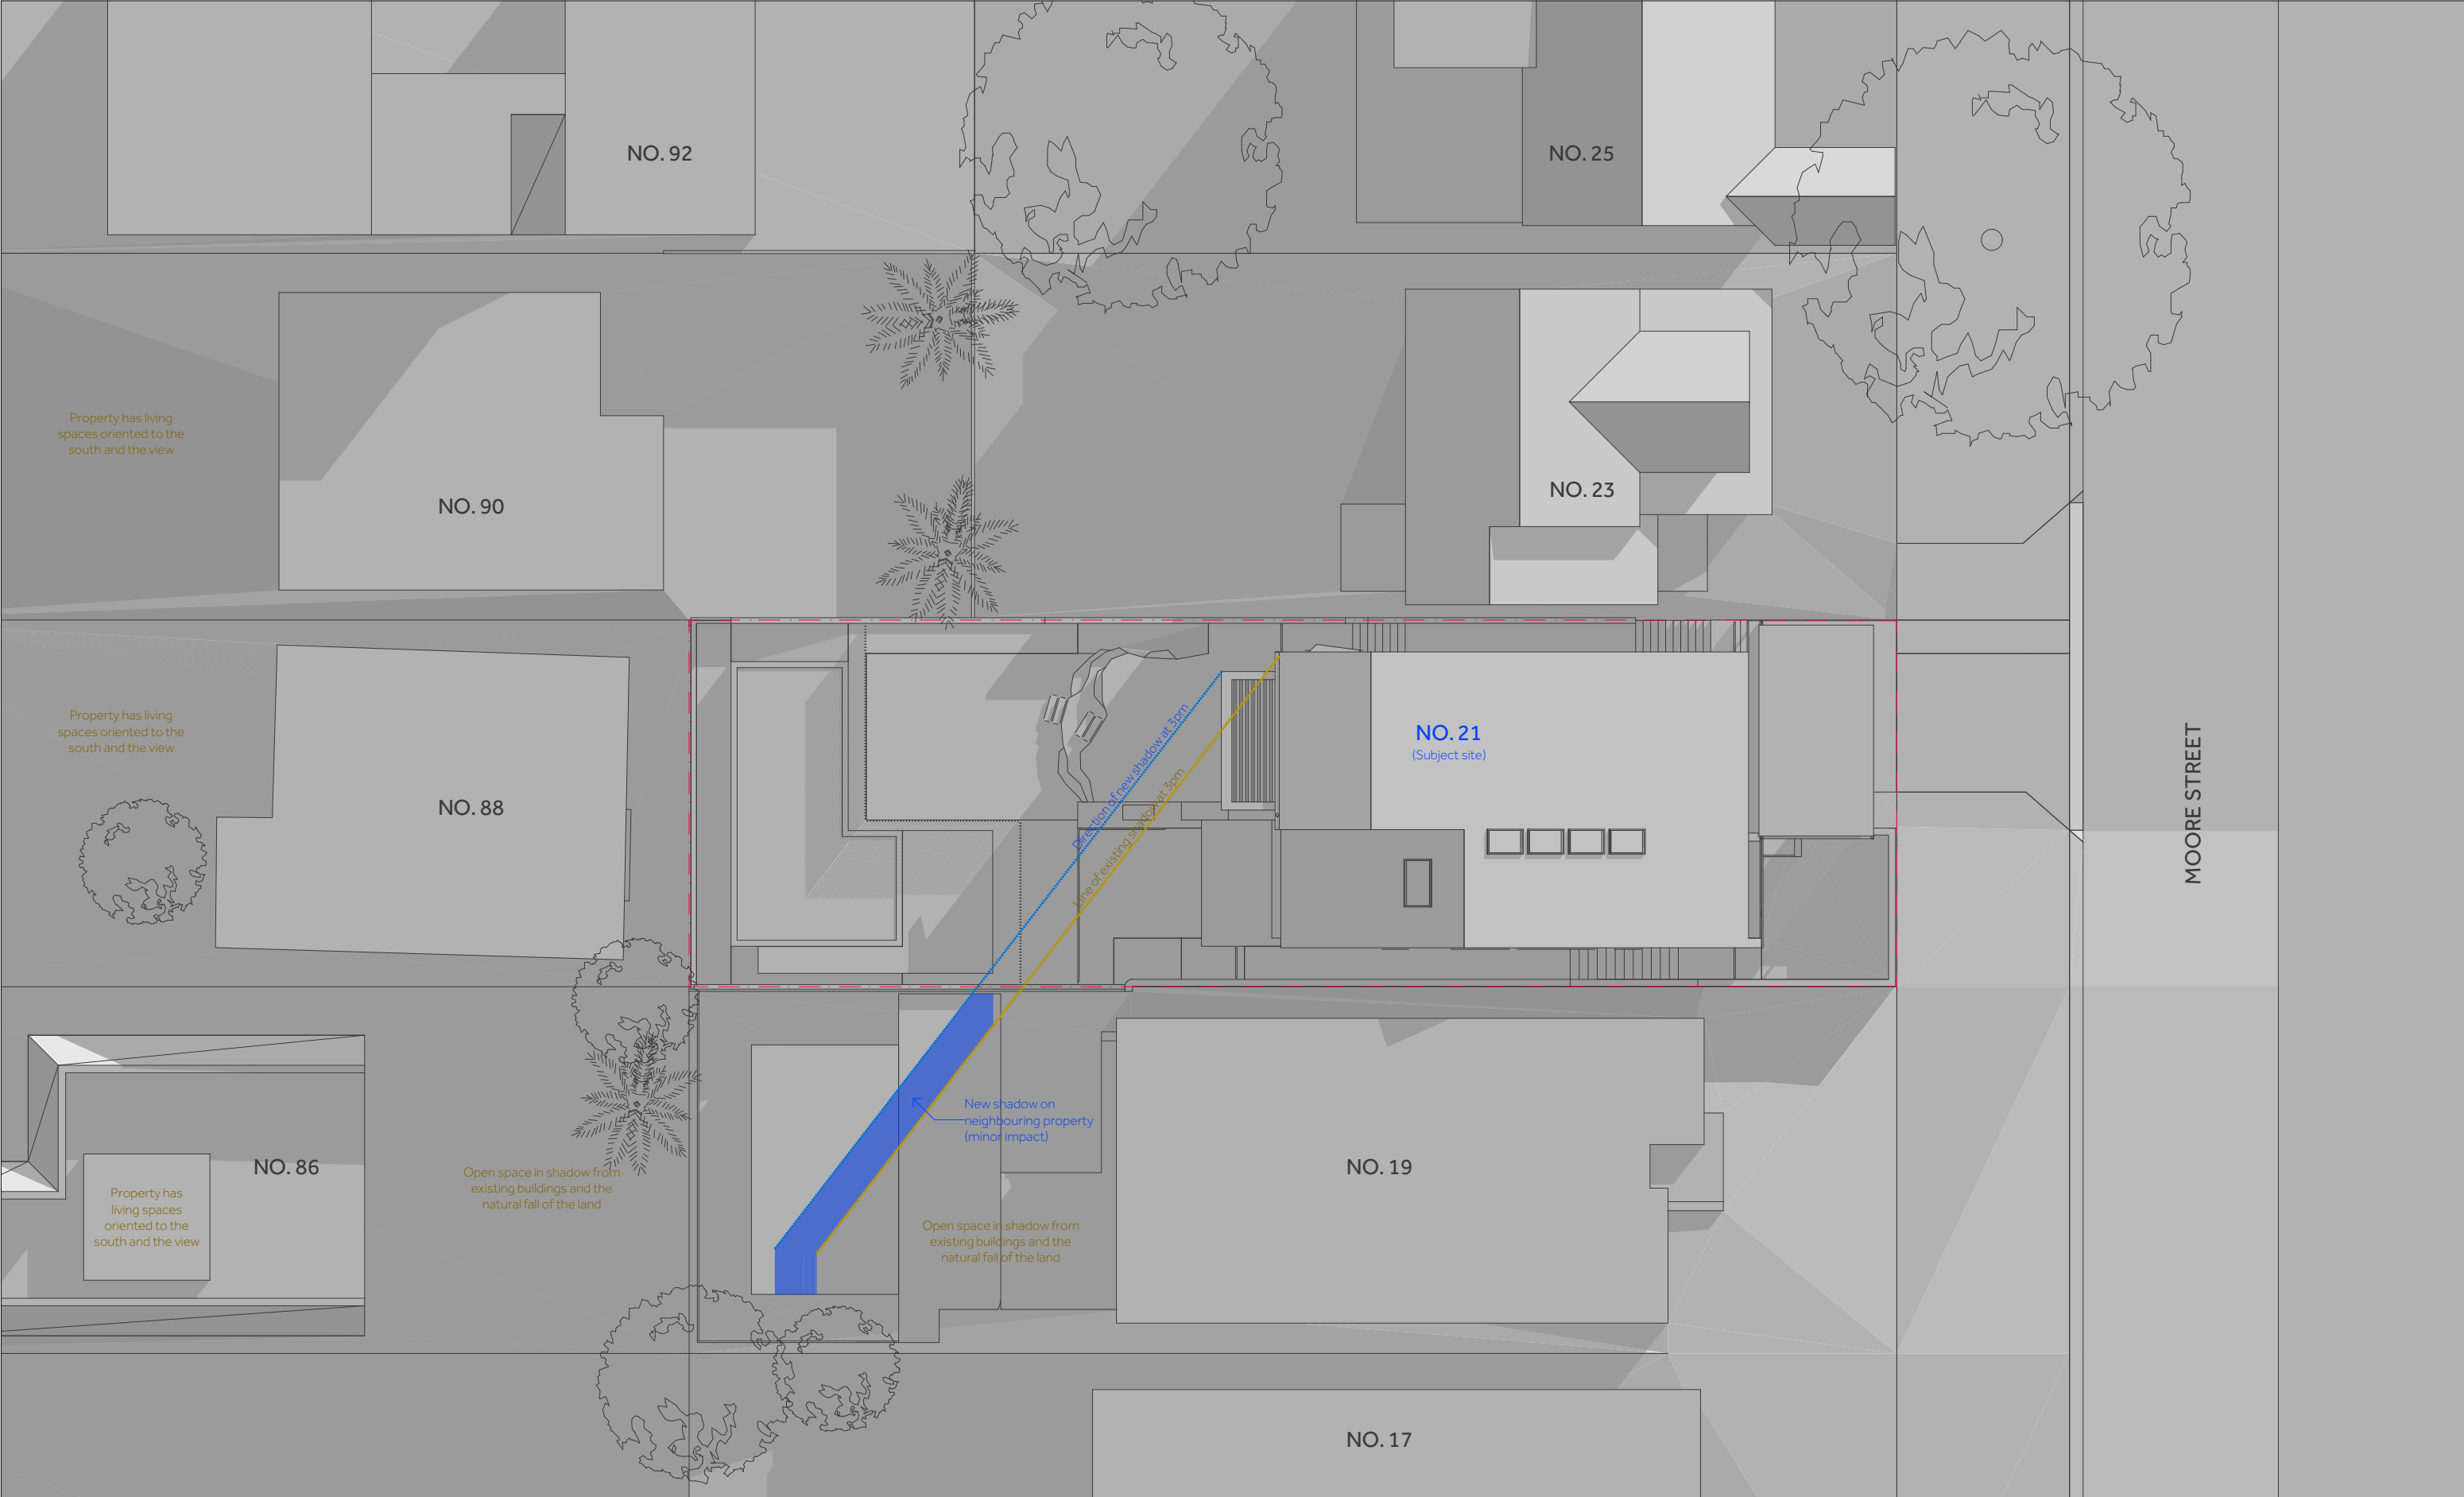 NO. 92
NO. 25
Property has living
spaces oriented to the
south and the view
NO. 90
NO. 23
Property has living
spaces oriented to the
south and the view
NO. 88
Direction of new shadow at 3pm
Line of existing shadow at 3pm
NO. 21
(Subject site)
MOORE STREET
New shadow on
neighbouring property
(minor impact)
NO. 86
Property has
living spaces
oriented to the
south and the view
Open space in shadow from
existing buildings and the
natural fall of the land
Open space in shadow from
existing buildings and the
natural fall of the land
NO. 19
NO. 17